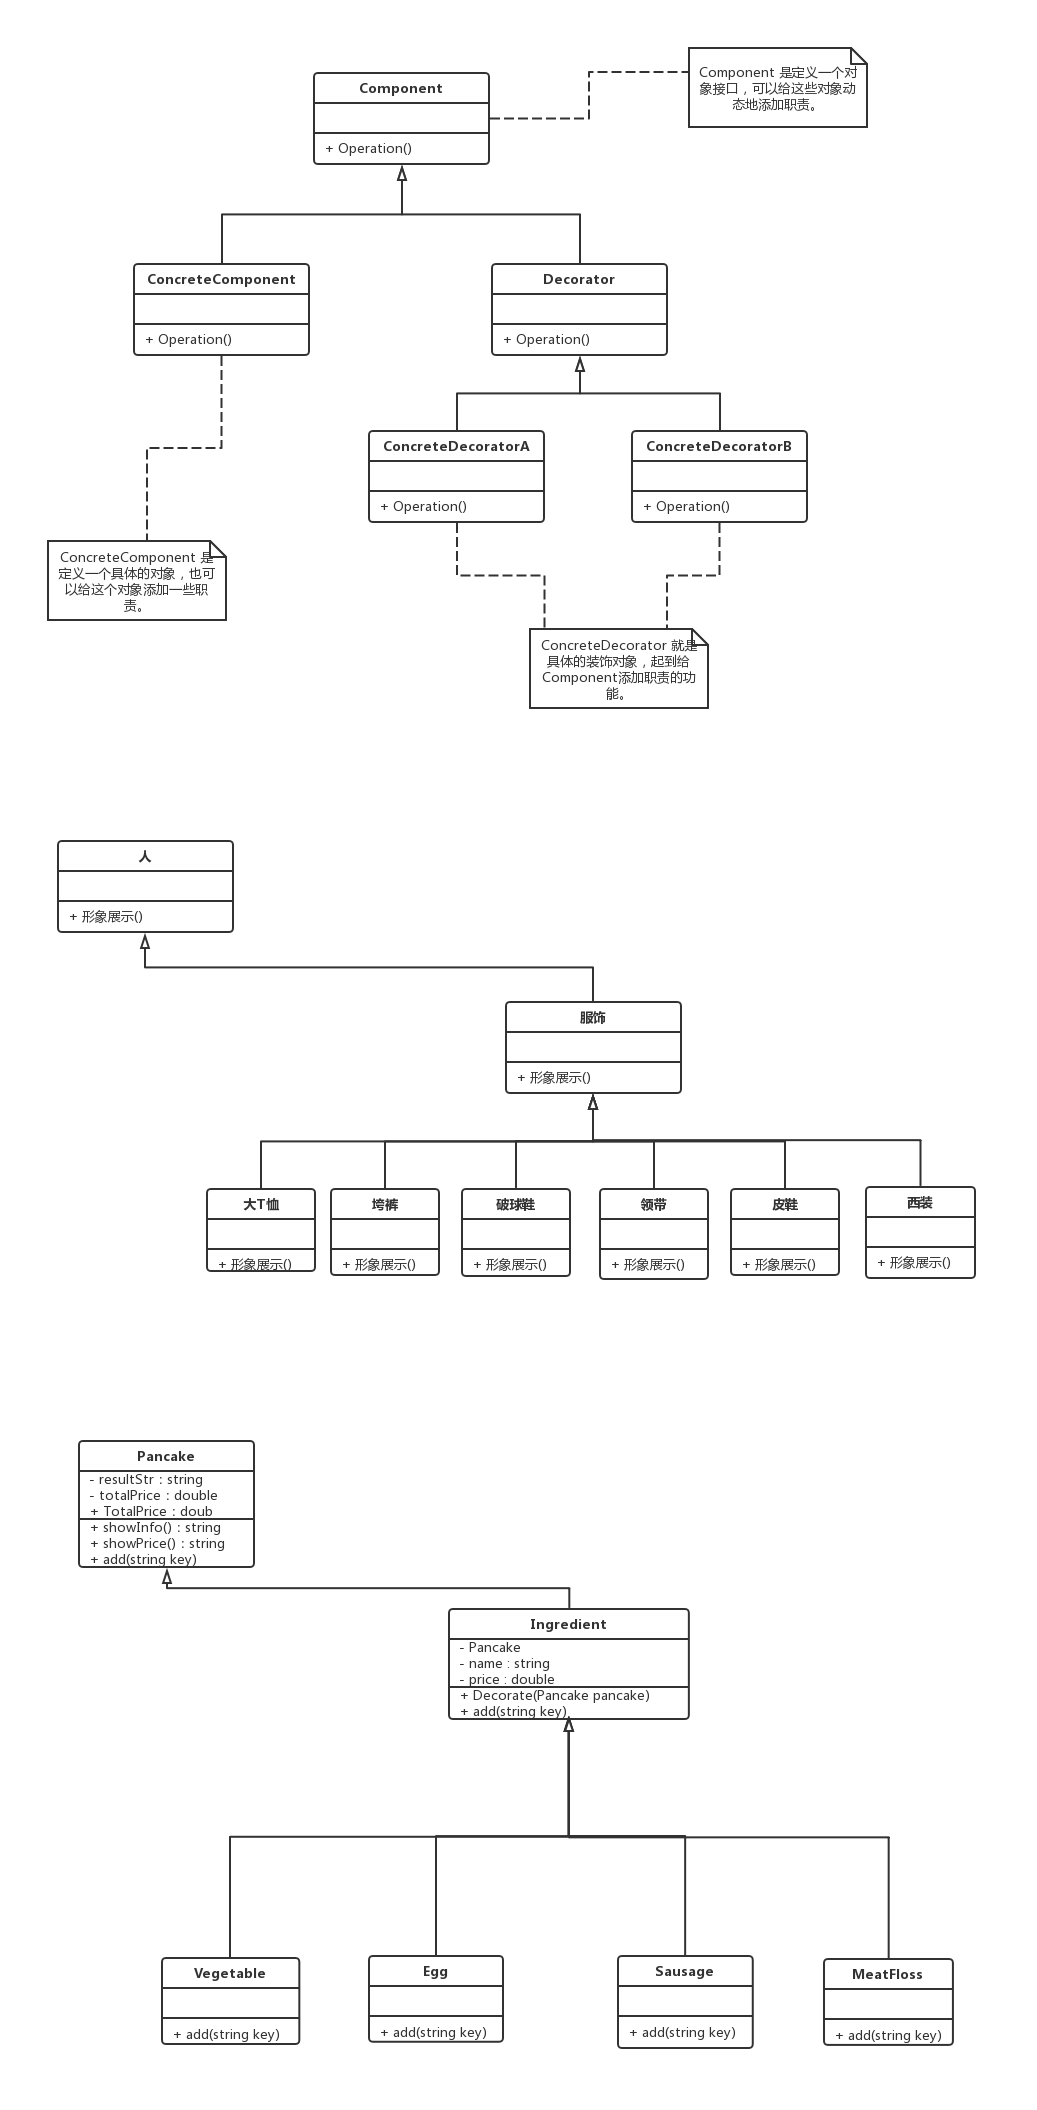 Component
+ Operation()
Component 是定义一个对
象接口，可以给这些对象动
态地添加职责。
ConcreteComponent
+ Operation()
Decorator
+ Operation()
ConcreteDecoratorA
+ Operation()
ConcreteDecoratorB
+ Operation()
ConcreteComponent 是
定义一个具体的对象，也可
以给这个对象添加一些职
责。
ConcreteDecorator 就是
具体的装饰对象，起到给
Component添加职责的功
能。
人
+ 形象展示()
服饰
+ 形象展示()
大T恤
+ 形象展示()
垮裤
+ 形象展示()
破球鞋
+ 形象展示()
领带
+ 形象展示()
皮鞋
+ 形象展示()
西装
+ 形象展示()
Pancake
- resultStr：string
- totalPrice：double
+ TotalPrice：doub
+ showInfo()：string
+ showPrice()：string
+ add(string key)
Ingredient
- Pancake
- name : string
- price : double
+ Decorate(Pancake pancake)
+ add(string key)
Vegetable
+ add(string key)
Egg
+ add(string key)
Sausage
+ add(string key)
MeatFloss
+ add(string key)